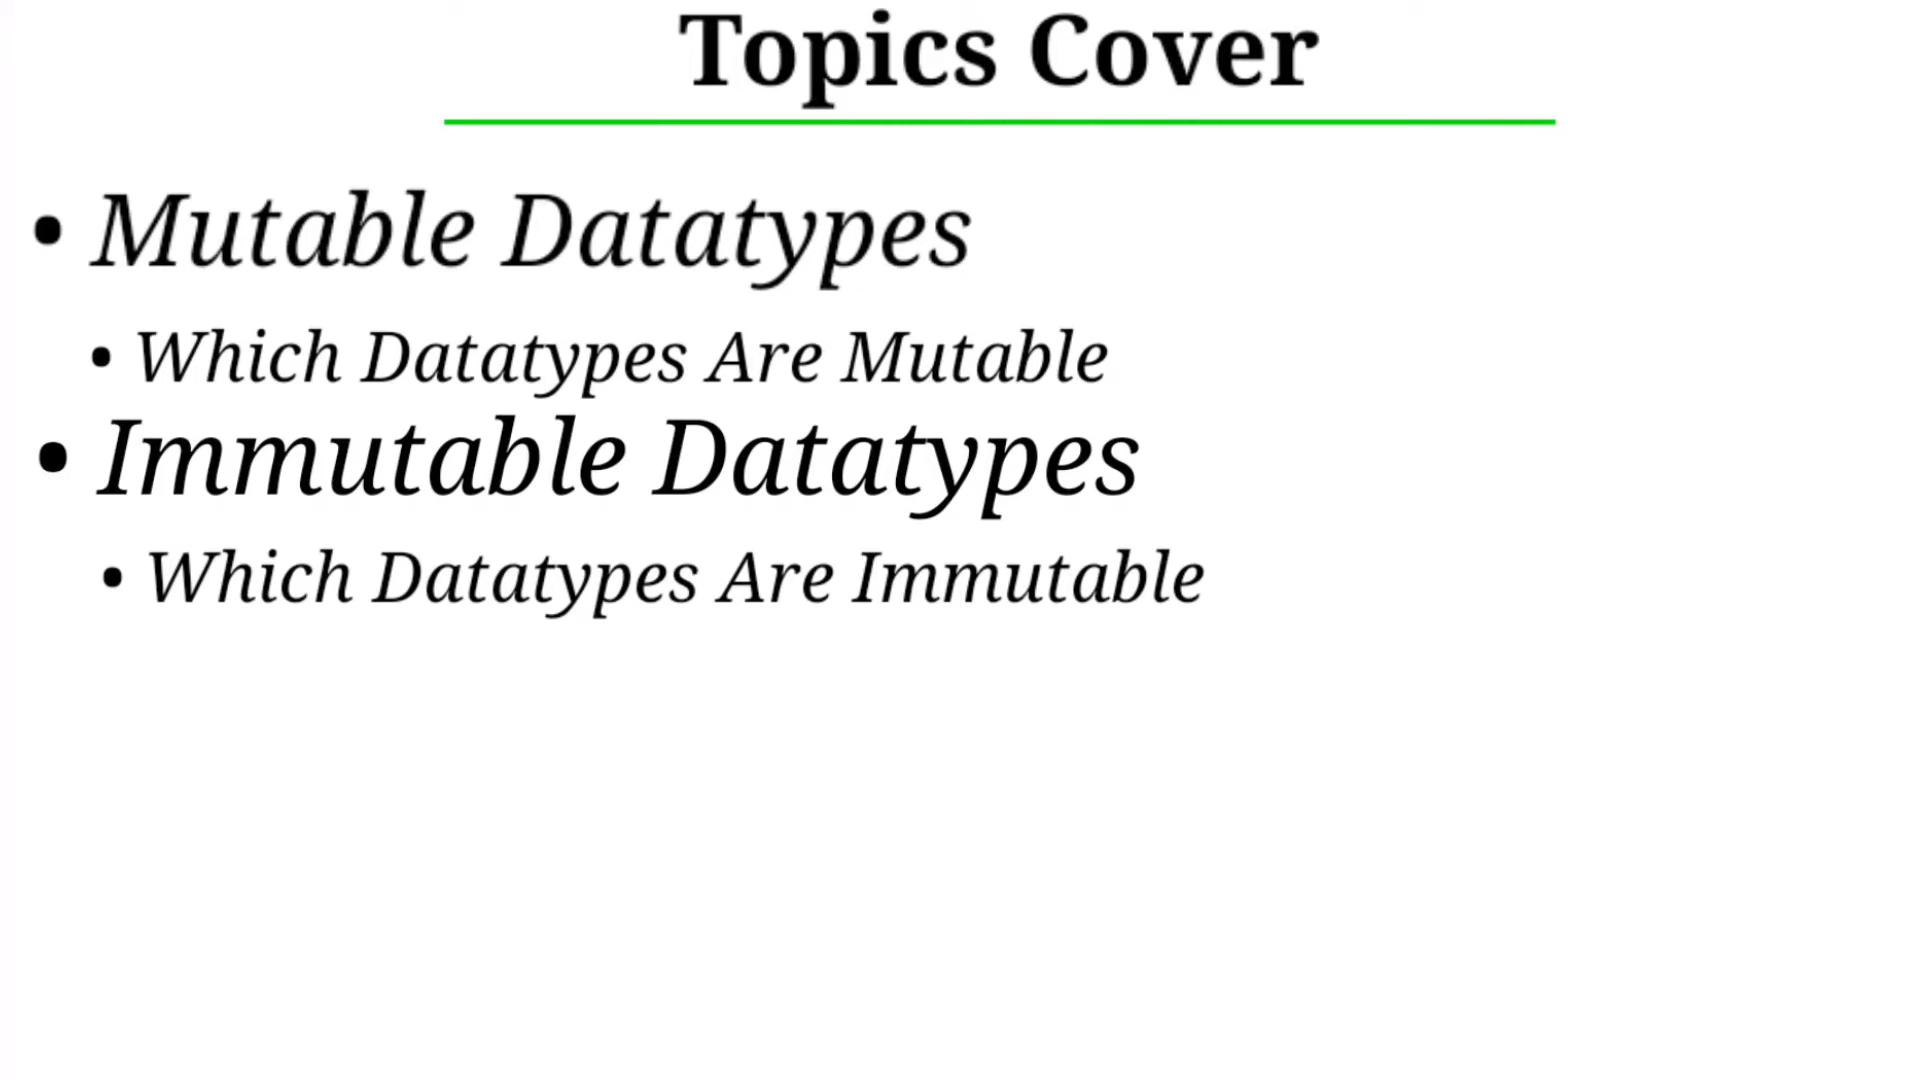 Topics Cover
• Mutable Datatypes
• Which Datatypes Are Mutable
• Immutable Datatypes
• Which Datatypes Are Immutable